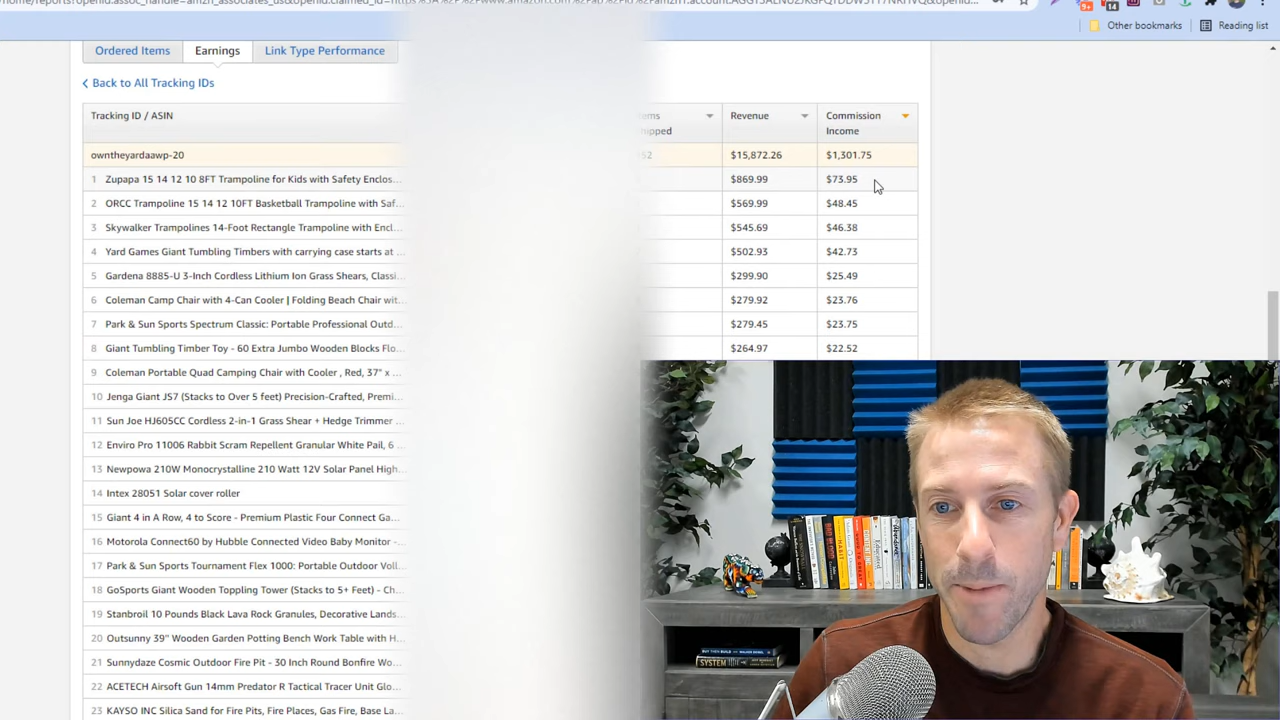 Other bookmarks
Reading list
Ordered Items
Earnings
Link Type Performance
Back to All Tracking IDs
Tracking ID / ASIN
Revenue
Commission Income
owntheyardaawp-20 $15,872.26 $1,301.75
1 Zupapa 15 14 12 10 8FT Trampoline for Kids with Safety Enclos... $869.99 $73.95
2 ORCC Trampoline 15 14 12 10FT Basketball Trampoline with Saf... $569.99 $48.45
3 Skywalker Trampolines 14-Foot Rectangle Trampoline with Encl... $545.69 $46.38
4 Yard Games Giant Tumbling Timbers with carrying case starts at ... $502.93 $42.73
5 Gardena 8885-U 3-Inch Cordless Lithium Ion Grass Shears, Classi... $299.90 $25.49
6 Coleman Camp Chair with 4-Can Cooler | Folding Beach Chair wit... $279.92 $23.76
7 Park & Sun Sports Spectrum Classic: Portable Professional Outd... $279.45 $23.75
8 Giant Tumbling Timber Toy - 60 Extra Jumbo Wooden Blocks Flo... $264.97 $22.52
9 Coleman Portable Quad Camping Chair with Cooler , Red, 37" x ...
10 Jenga Giant JS7 (Stacks to Over 5 feet) Precision-Crafted, Premi...
11 Sun Joe HJ605CC Cordless 2-in-1 Grass Shear + Hedge Trimmer ...
12 Enviro Pro 11006 Rabbit Scram Repellent Granular White Pail, 6 ...
13 Newpowa 210W Monocrystalline 210 Watt 12V Solar Panel High...
14 Intex 28051 Solar cover roller
15 Giant 4 in A Row, 4 to Score - Premium Plastic Four Connect Ga...
16 Motorola Connect60 by Hubble Connected Video Baby Monitor -...
17 Park & Sun Sports Tournament Flex 1000: Portable Outdoor Voll...
18 GoSports Giant Wooden Toppling Tower (Stacks to 5+ Feet) - Ch...
19 Stanbroil 10 Pounds Black Lava Rock Granules, Decorative Lands...
20 Outsunny 39'' Wooden Garden Potting Bench Work Table with H...
21 Sunnydaze Cosmic Outdoor Fire Pit - 30 Inch Round Bonfire Wo...
22 ACETECH Airsoft Gun 14mm Predator R Tactical Tracer Unit Glo...
23 KAYSO INC Silica Sand for Fire Pits, Fire Places, Gas Fire, Base La...
SYSTEM